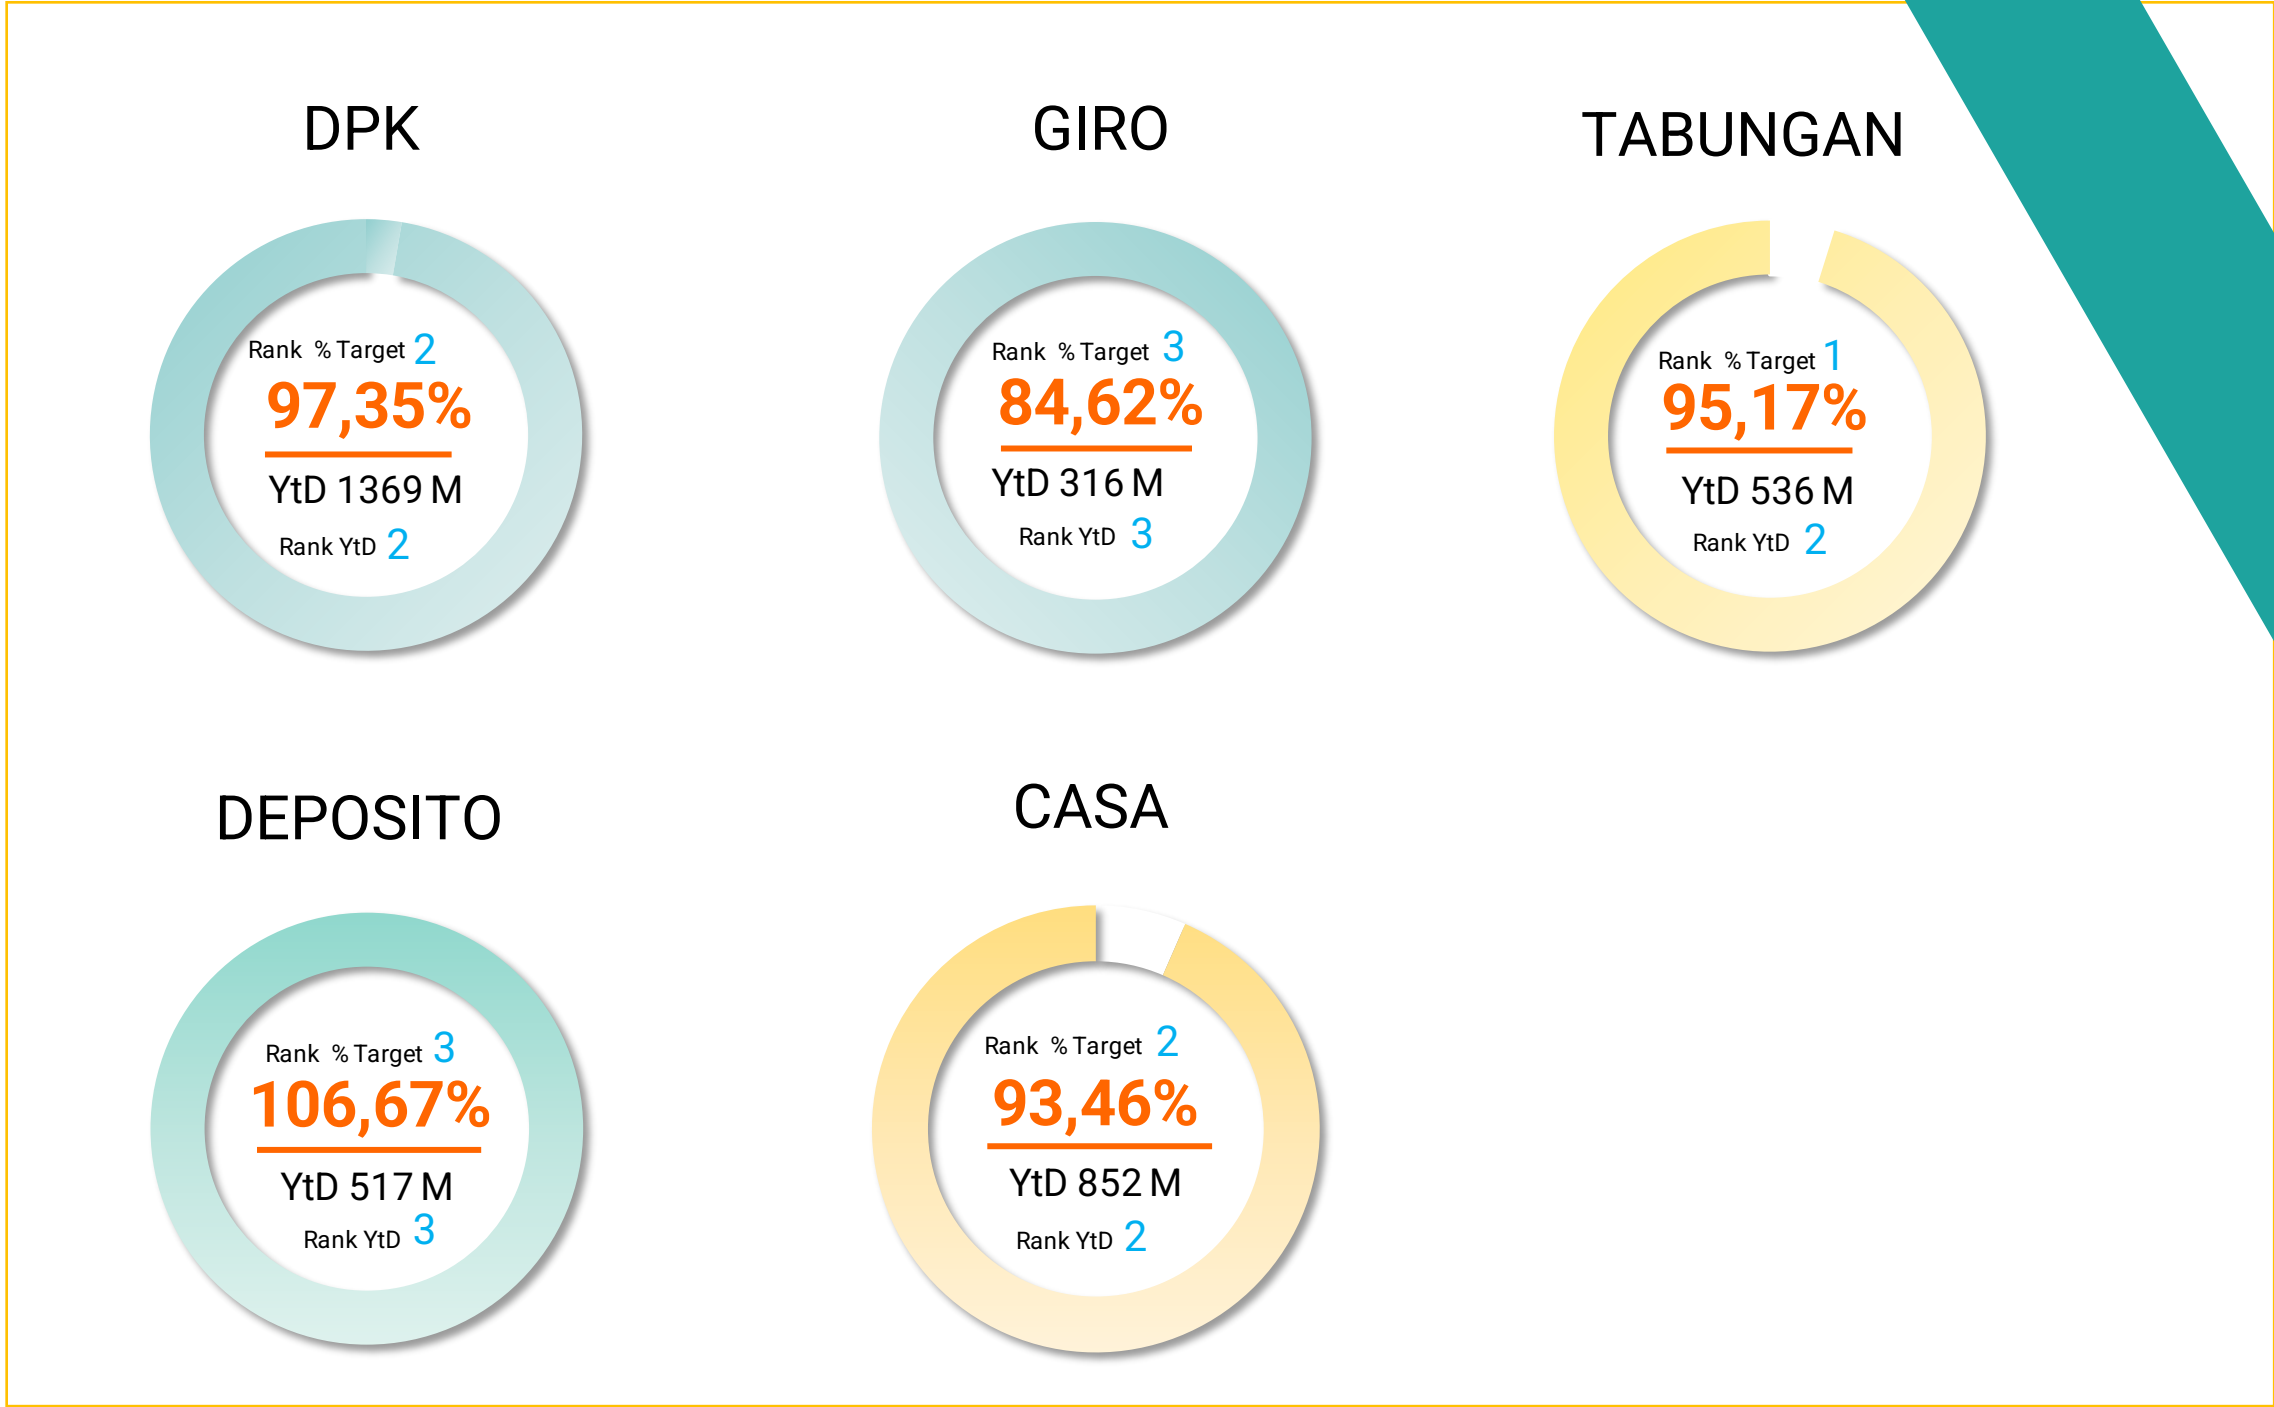 DPK
Rank % Target 2
97,35%
YtD 1369 M
Rank YtD 2
GIRO
Rank % Target 3
84,62%
YtD 316 M
Rank YtD 3
TABUNGAN
Rank % Target 1
95,17%
YtD 536 M
Rank YtD 2
DEPOSITO
Rank % Target 3
106,67%
YtD 517 M
Rank YtD 3
CASA
Rank % Target 2
93,46%
YtD 852 M
Rank YtD 2